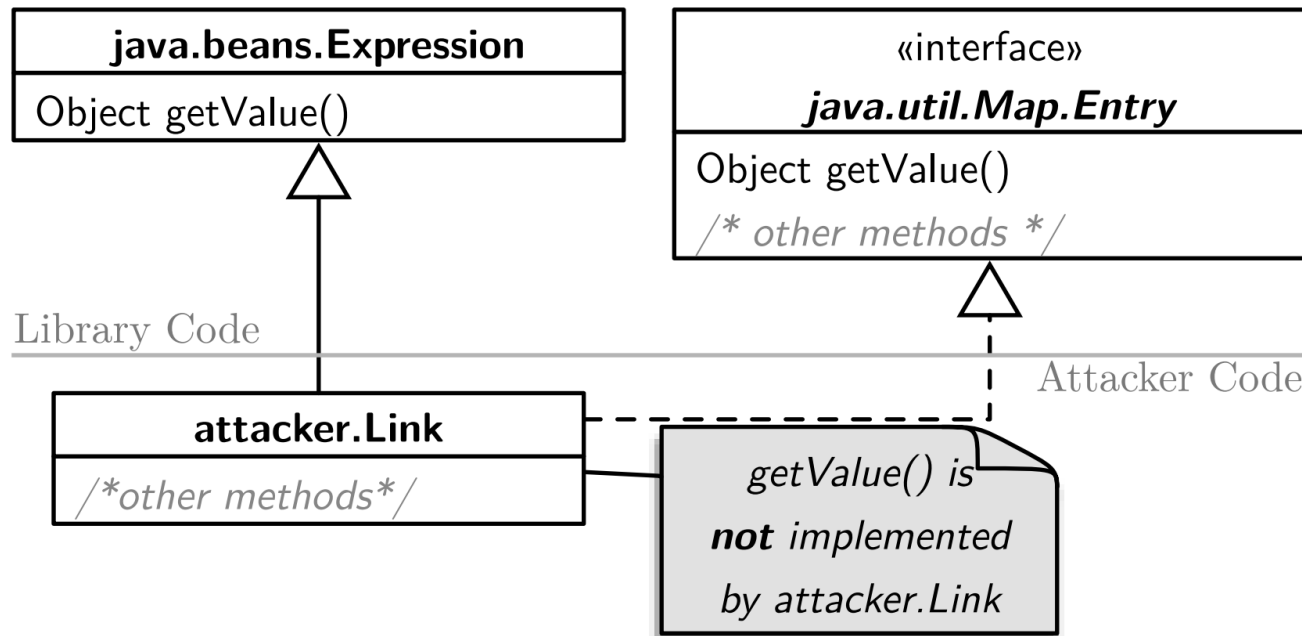 java.beans.Expression
Object getValue()
«interface»
java.util.Map.Entry
Object getValue()
/* other methods */
Library Code
Attacker Code
attacker.Link
/*other methods*/
getValue() is
not implemented
by attacker.Link